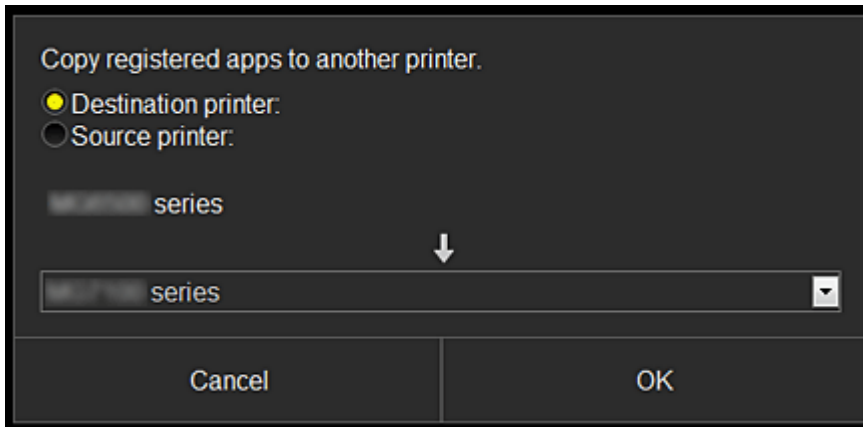 Copy registered apps to another printer.
Destination printer:
Source printer:
series
series
Cancel
OK